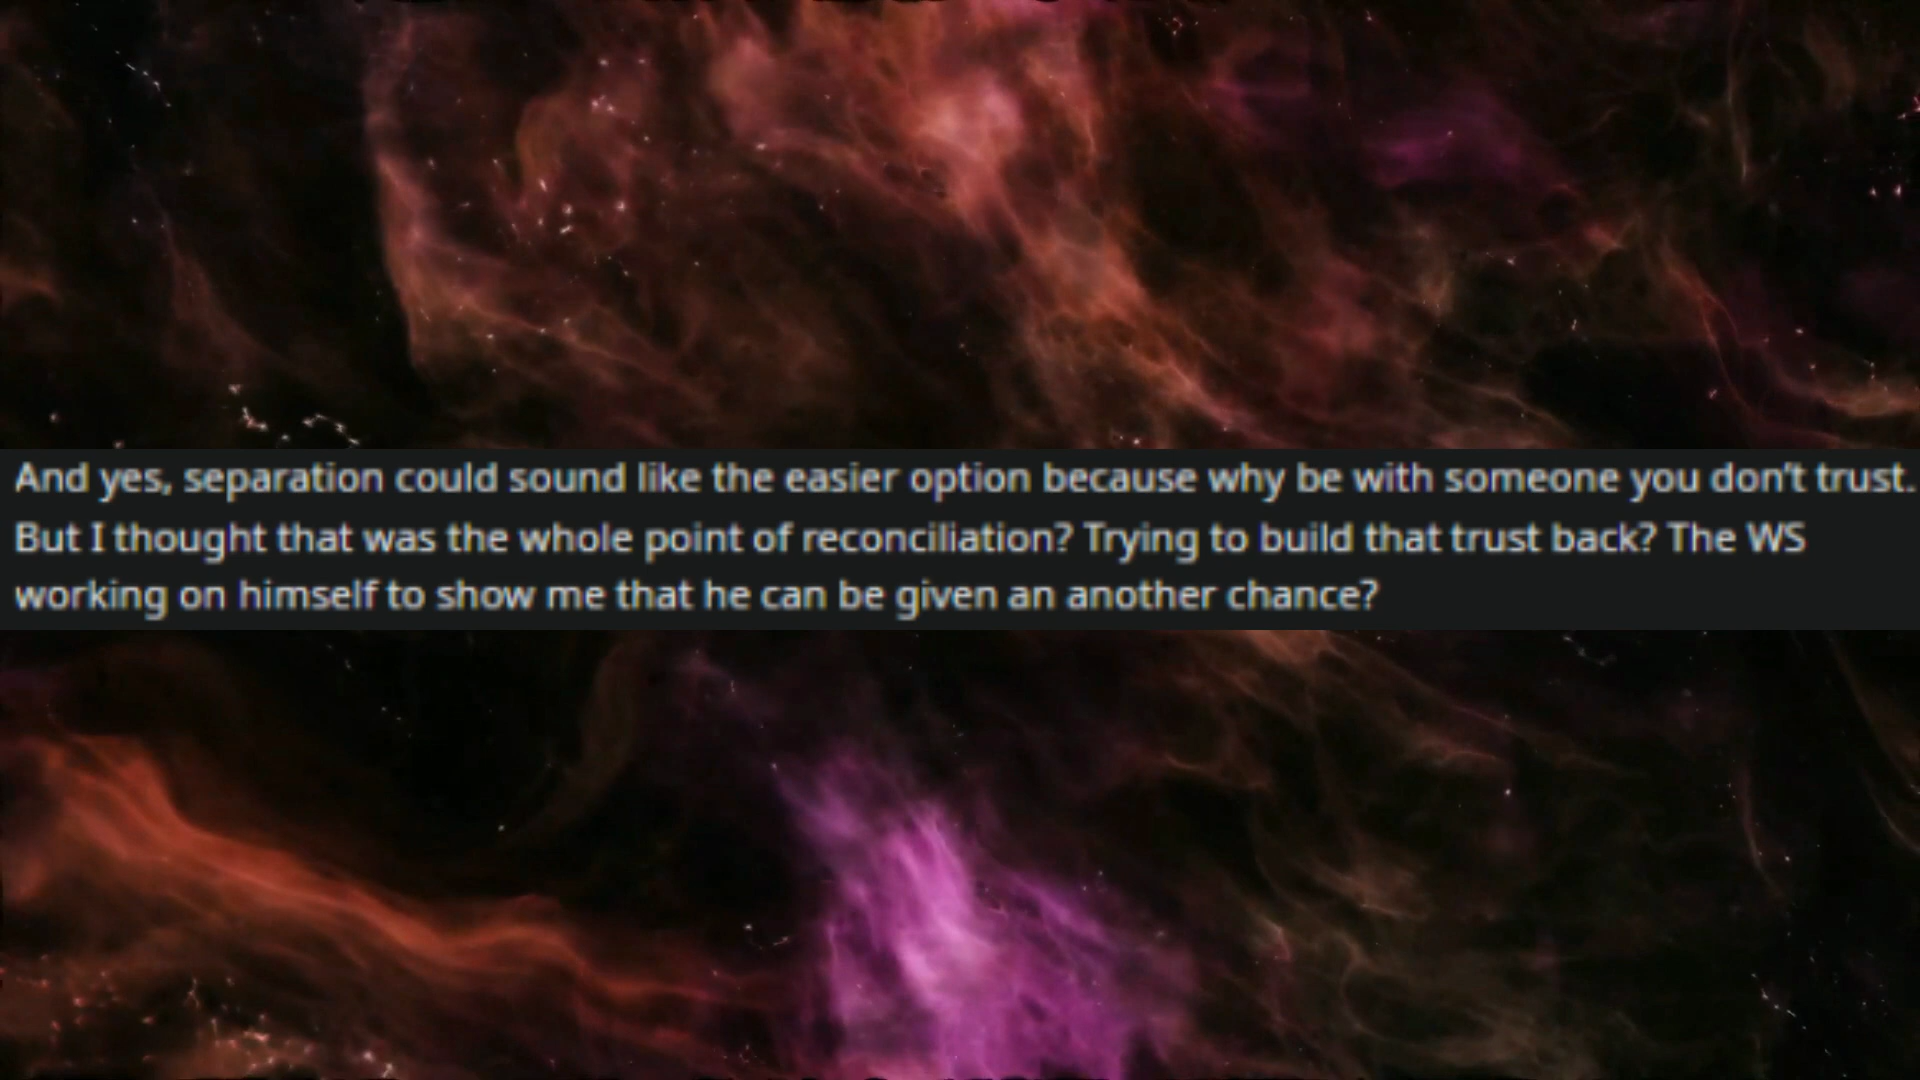 And yes, separation could sound like the easier option because why be with someone you don't trust.
But I thought that was the whole point of reconciliation? Trying to build that trust back? The WS
working on himself to show me that he can be given an another chance?